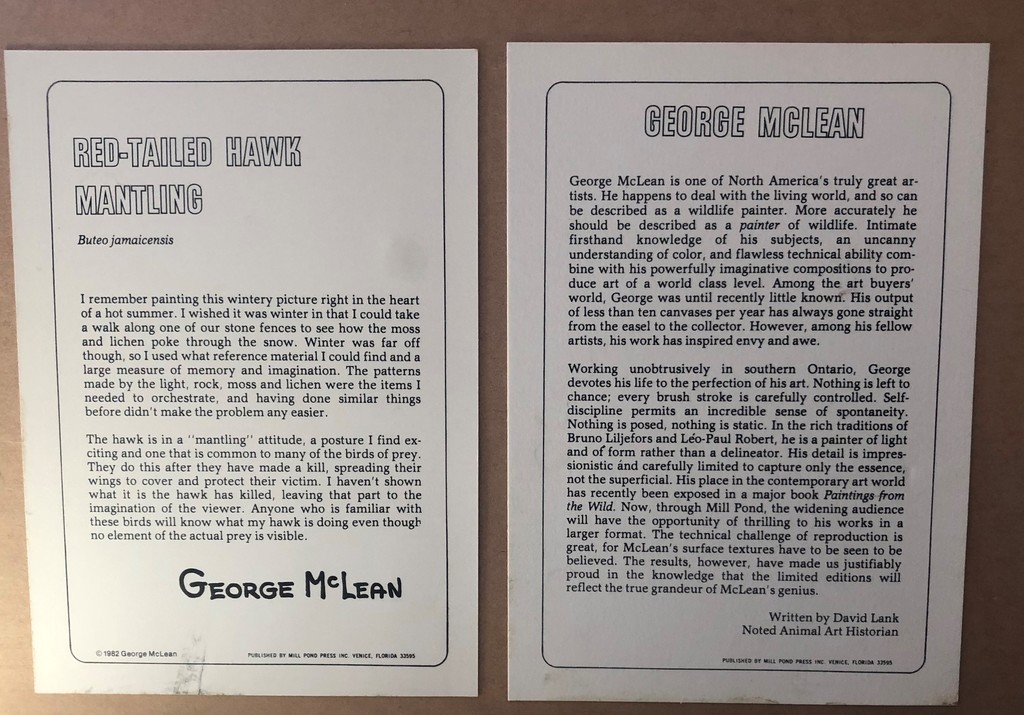 RED-TAILED HAWK
MANTLING
Buteo jamaicensis
I remember painting this wintery picture right in the heart
of a hot summer. I wished it was winter in that I could take
a walk along one of our stone fences to see how the moss
and lichen poke through the snow. Winter was far off
though, so I used what reference material I could find and a
large measure of memory and imagination. The patterns
made by the light, rock, moss and lichen were the items I
needed to orchestrate, and having done similar things
before didn't make the problem any easier.
The hawk is in a "mantling" attitude, a posture I find ex-
citing and one that is common to many of the birds of prey.
They do this after they have made a kill, spreading their
wings to cover and protect their victim. I haven't shown
what it is the hawk has killed, leaving that part to the
imagination of the viewer. Anyone who is familiar with
these birds will know what my hawk is doing even though
no element of the actual prey is visible.
GEORGE McLEAN
© 1982 George McLean
PUBLISHED BY MILL POND PRESS INC. VENICE, FLORIDA 33595
GEORGE MCLEAN
George McLean is one of North America's truly great ar-
tists. He happens to deal with the living world, and so can
be described as a wildlife painter. More accurately he
should be described as a painter of wildlife. Intimate
firsthand knowledge of his subjects, an uncanny
understanding of color, and flawless technical ability com-
bine with his powerfully imaginative compositions to pro-
duce art of a world class level. Among the art buyers'
world, George was until recently little known. His output
of less than ten canvases per year has always gone straight
from the easel to the collector. However, among his fellow
artists, his work has inspired envy and awe.
Working unobtrusively in southern Ontario, George
devotes his life to the perfection of his art. Nothing is left to
chance; every brush stroke is carefully controlled. Self-
discipline permits an incredible sense of spontaneity.
Nothing is posed, nothing is static. In the rich traditions of
Bruno Liljefors and Léo-Paul Robert, he is a painter of light
and of form rather than a delineator. His detail is impres-
sionistic and carefully limited to capture only the essence,
not the superficial. His place in the contemporary art world
has recently been exposed in a major book Paintings from
the Wild. Now, through Mill Pond, the widening audience
will have the opportunity of thrilling to his works in a
larger format. The technical challenge of reproduction is
great, for McLean's surface textures have to be seen to be
believed. The results, however, have made us justifiably
proud in the knowledge that the limited editions will
reflect the true grandeur of McLean's genius.
Written by David Lank
Noted Animal Art Historian
PUBLISHED BY MILL POND PRESS INC. VENICE, FLORIDA 33595